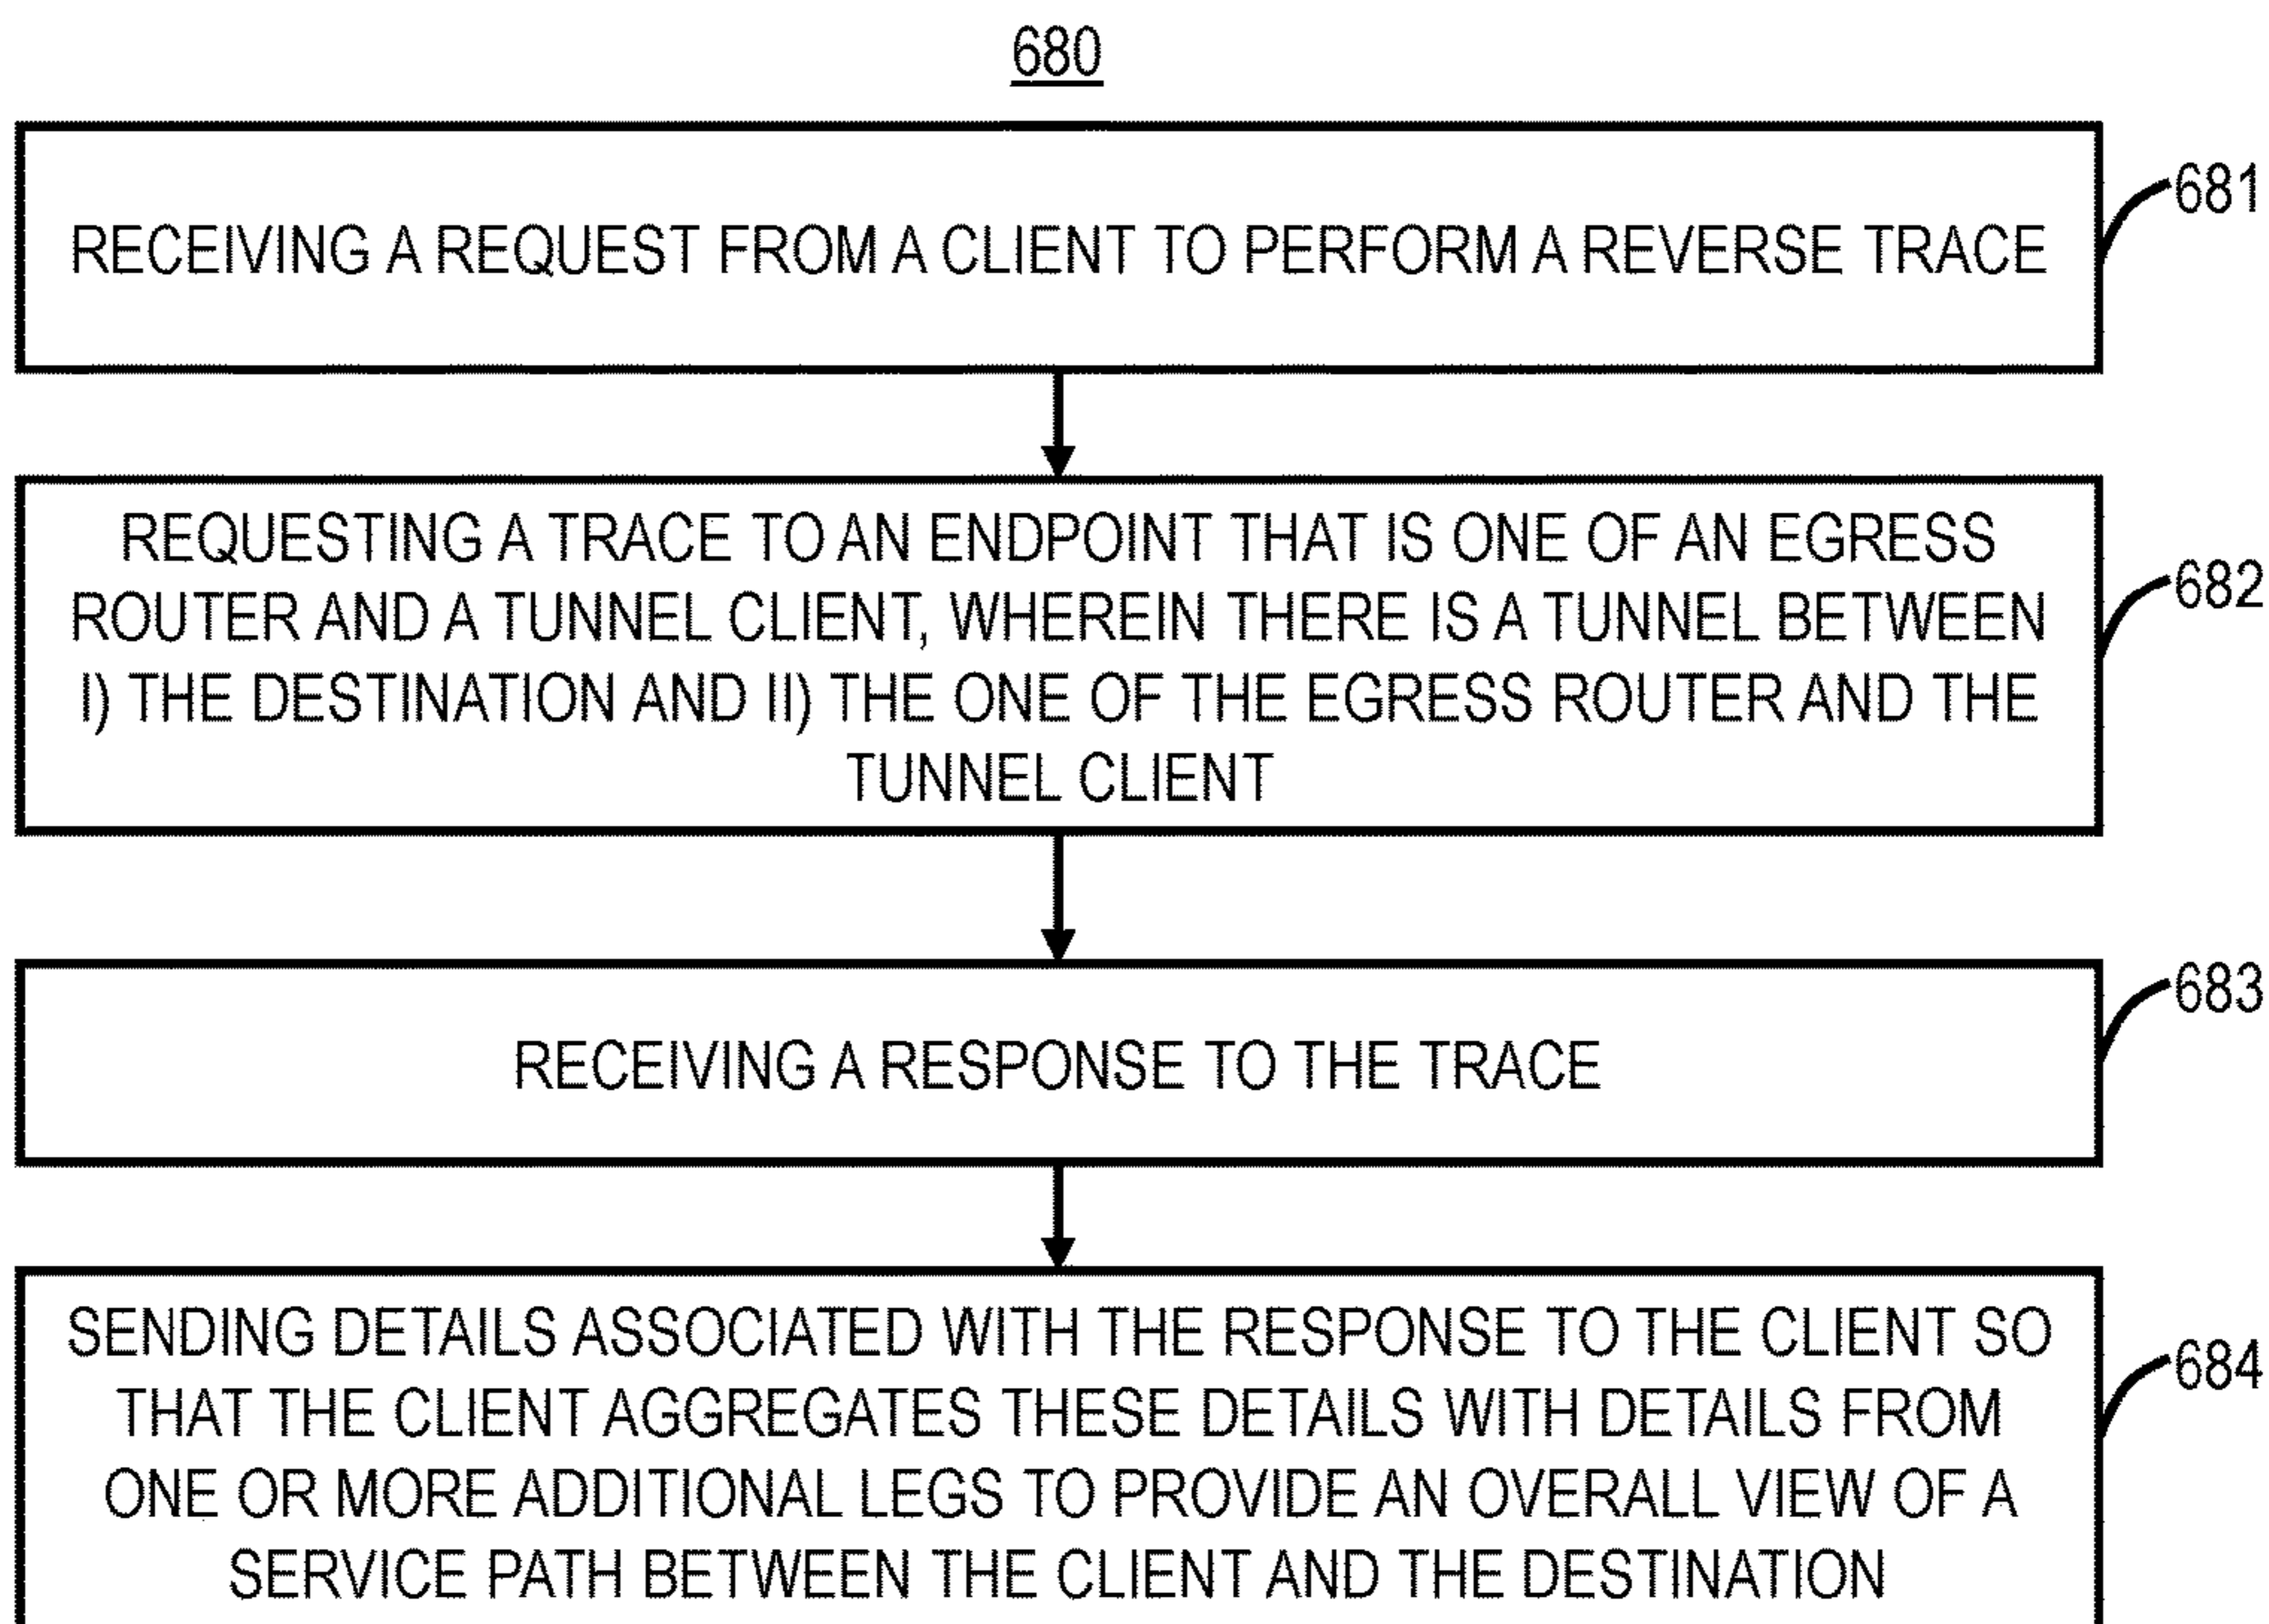 680
RECEIVING A REQUEST FROM A CLIENT TO PERFORM A REVERSE TRACE
681
REQUESTING A TRACE TO AN ENDPOINT THAT IS ONE OF AN EGRESS
ROUTER AND A TUNNEL CLIENT, WHEREIN THERE IS A TUNNEL BETWEEN
I) THE DESTINATION AND II) THE ONE OF THE EGRESS ROUTER AND THE
TUNNEL CLIENT
682
RECEIVING A RESPONSE TO THE TRACE
683
SENDING DETAILS ASSOCIATED WITH THE RESPONSE TO THE CLIENT SO
THAT THE CLIENT AGGREGATES THESE DETAILS WITH DETAILS FROM
ONE OR MORE ADDITIONAL LEGS TO PROVIDE AN OVERALL VIEW OF A
SERVICE PATH BETWEEN THE CLIENT AND THE DESTINATION
684